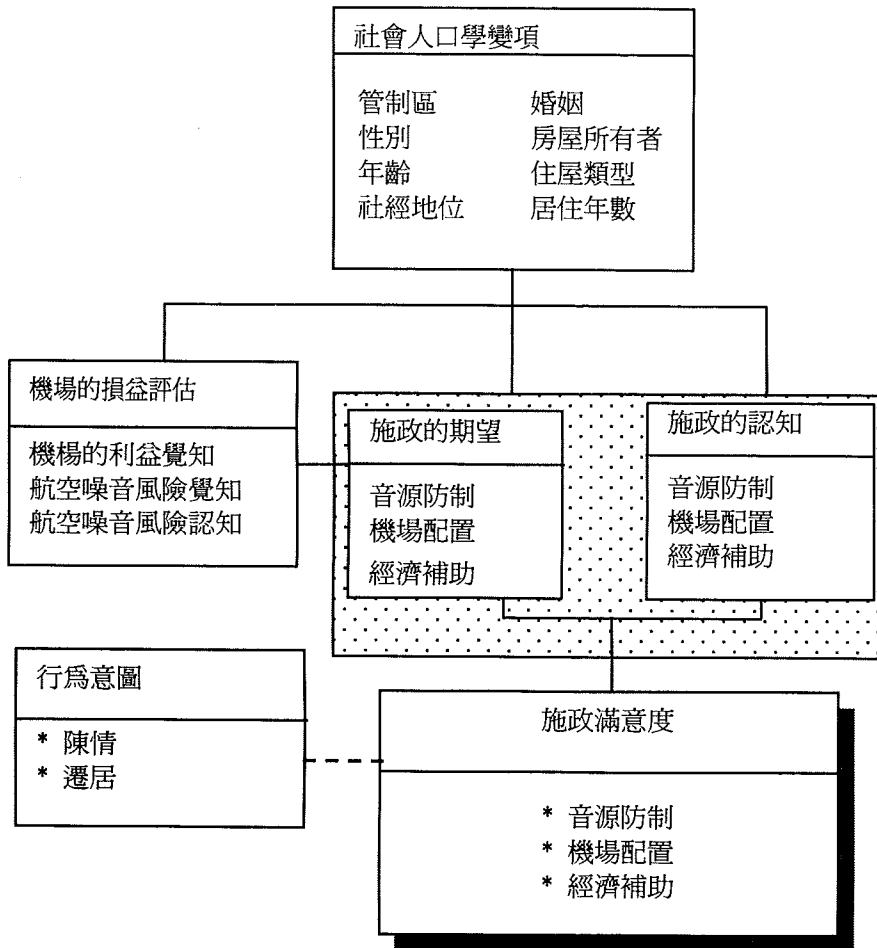 社會人口學變項
管制區 婚姻
性別 房屋所有者
年齡 住屋類型
社經地位 居住年數
機場的損益評估
機楊的利益覺知
航空噪音風險覺知
航空噪音風險認知
施政的期望
音源防制
機場配置
經濟補助
施政的認知
音源防制
機場配置
經濟補助
行爲意圖
* 陳情
* 遷居
施政滿意度
* 音源防制
* 機場配置
* 經濟補助